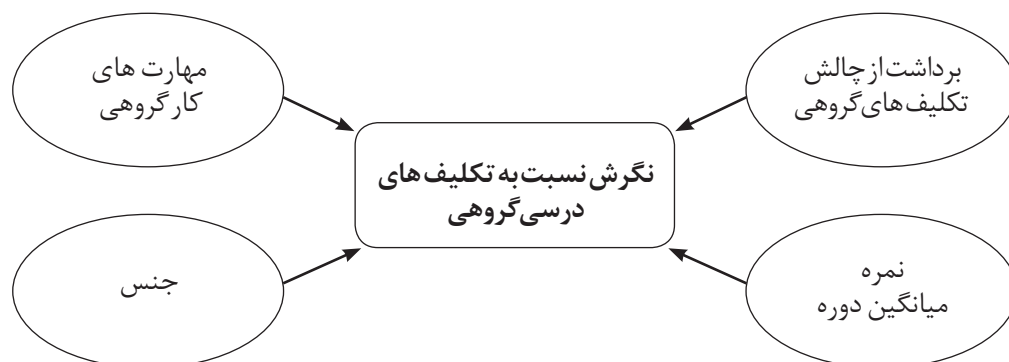 برداشت از چالش
تکلیف‌های گروهی
مهارت های
کار گروهی
نگرش نسبت به تکلیف های
درسی گروهی
نمره
میانگین دوره
جنس